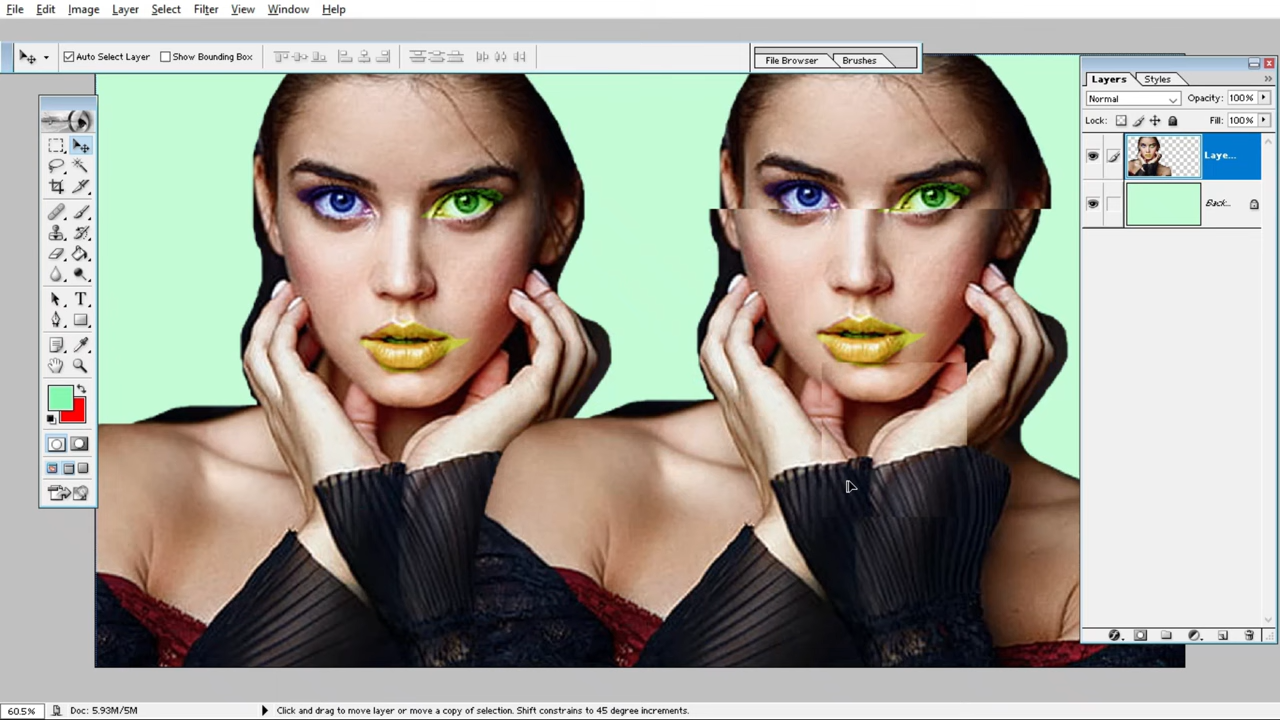 File Edit Image Layer Select Filter View Window Help
Auto Select Layer Show Bounding Box
File Browser Brushes
Layers Styles
Normal Opacity: 100%
Lock: Fill: 100%
Laye...
Back...
T
60.5% Doc: 5.93M/5M Click and drag to move layer or move a copy of selection. Shift constrains to 45 degree increments.